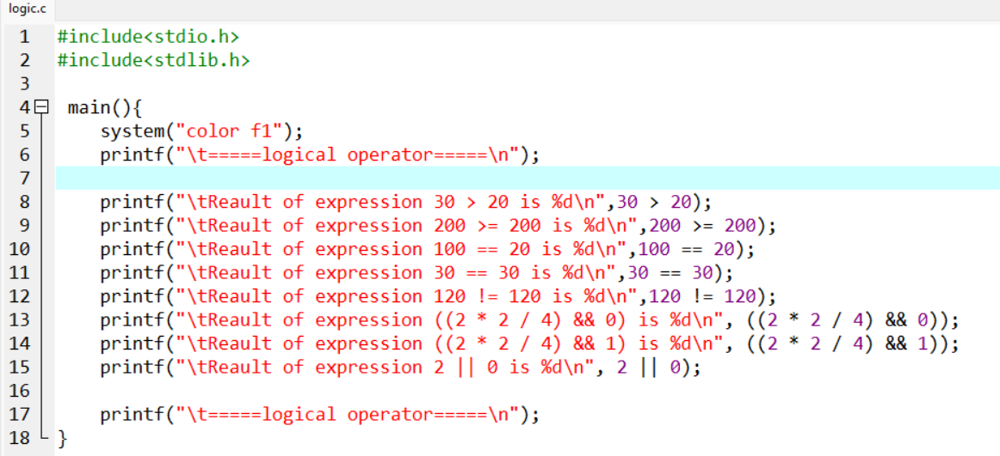 logic.c
1 #include<stdio.h>
2 #include<stdlib.h>
3
4 main(){
5 system("color f1");
6 printf("\t=====logical operator=====\n");
7
8 printf("\tReault of expression 30 > 20 is %d\n",30 > 20);
9 printf("\tReault of expression 200 >= 200 is %d\n",200 >= 200);
10 printf("\tReault of expression 100 == 20 is %d\n",100 == 20);
11 printf("\tReault of expression 30 == 30 is %d\n",30 == 30);
12 printf("\tReault of expression 120 != 120 is %d\n",120 != 120);
13 printf("\tReault of expression ((2 * 2 / 4) && 0) is %d\n", ((2 * 2 / 4) && 0));
14 printf("\tReault of expression ((2 * 2 / 4) && 1) is %d\n", ((2 * 2 / 4) && 1));
15 printf("\tReault of expression 2 || 0 is %d\n", 2 || 0);
16
17 printf("\t=====logical operator=====\n");
18 }